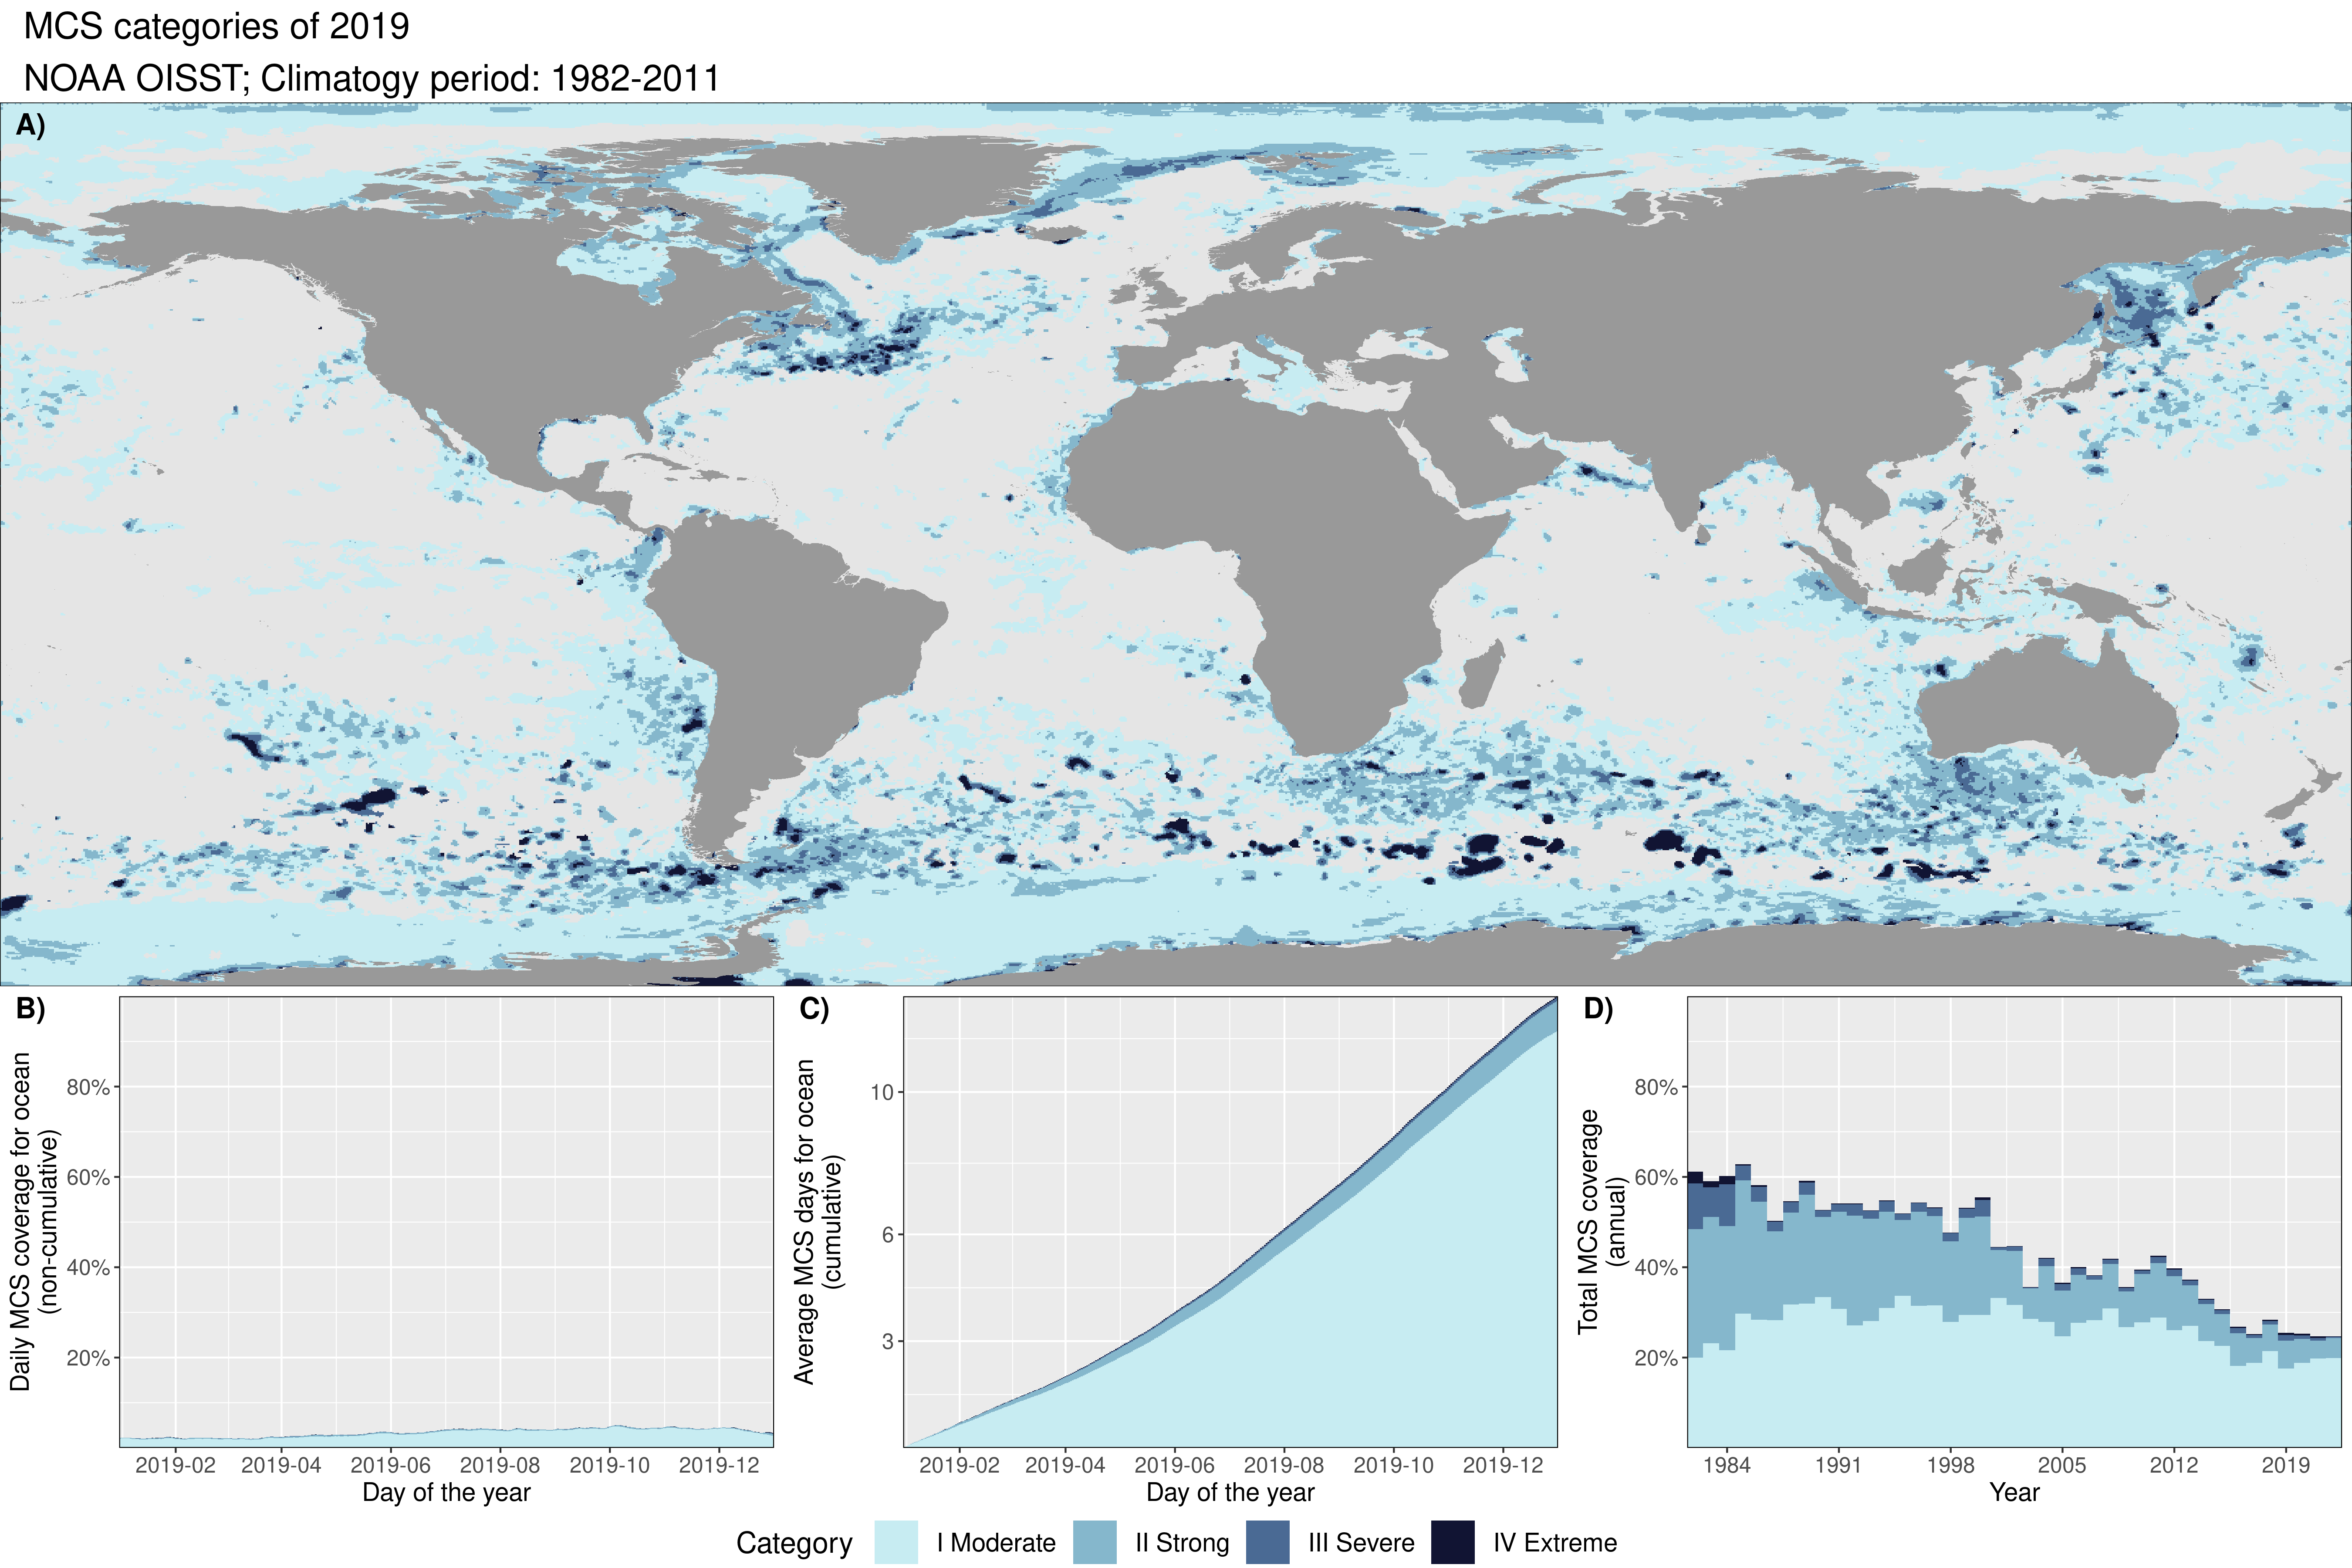 MCS categories of 2019
NOAA OISST; Climatogy period: 1982-2011
A)
B)
Daily MCS coverage for ocean
(non-cumulative)
80%
60%
40%
20%
2019-02 2019-04 2019-06 2019-08 2019-10 2019-12
Day of the year
C)
Average MCS days for ocean
(cumulative)
10
6
3
2019-02 2019-04 2019-06 2019-08 2019-10 2019-12
Day of the year
D)
Total MCS coverage
(annual)
80%
60%
40%
20%
1984 1991 1998 2005 2012 2019
Year
Category I Moderate II Strong III Severe IV Extreme